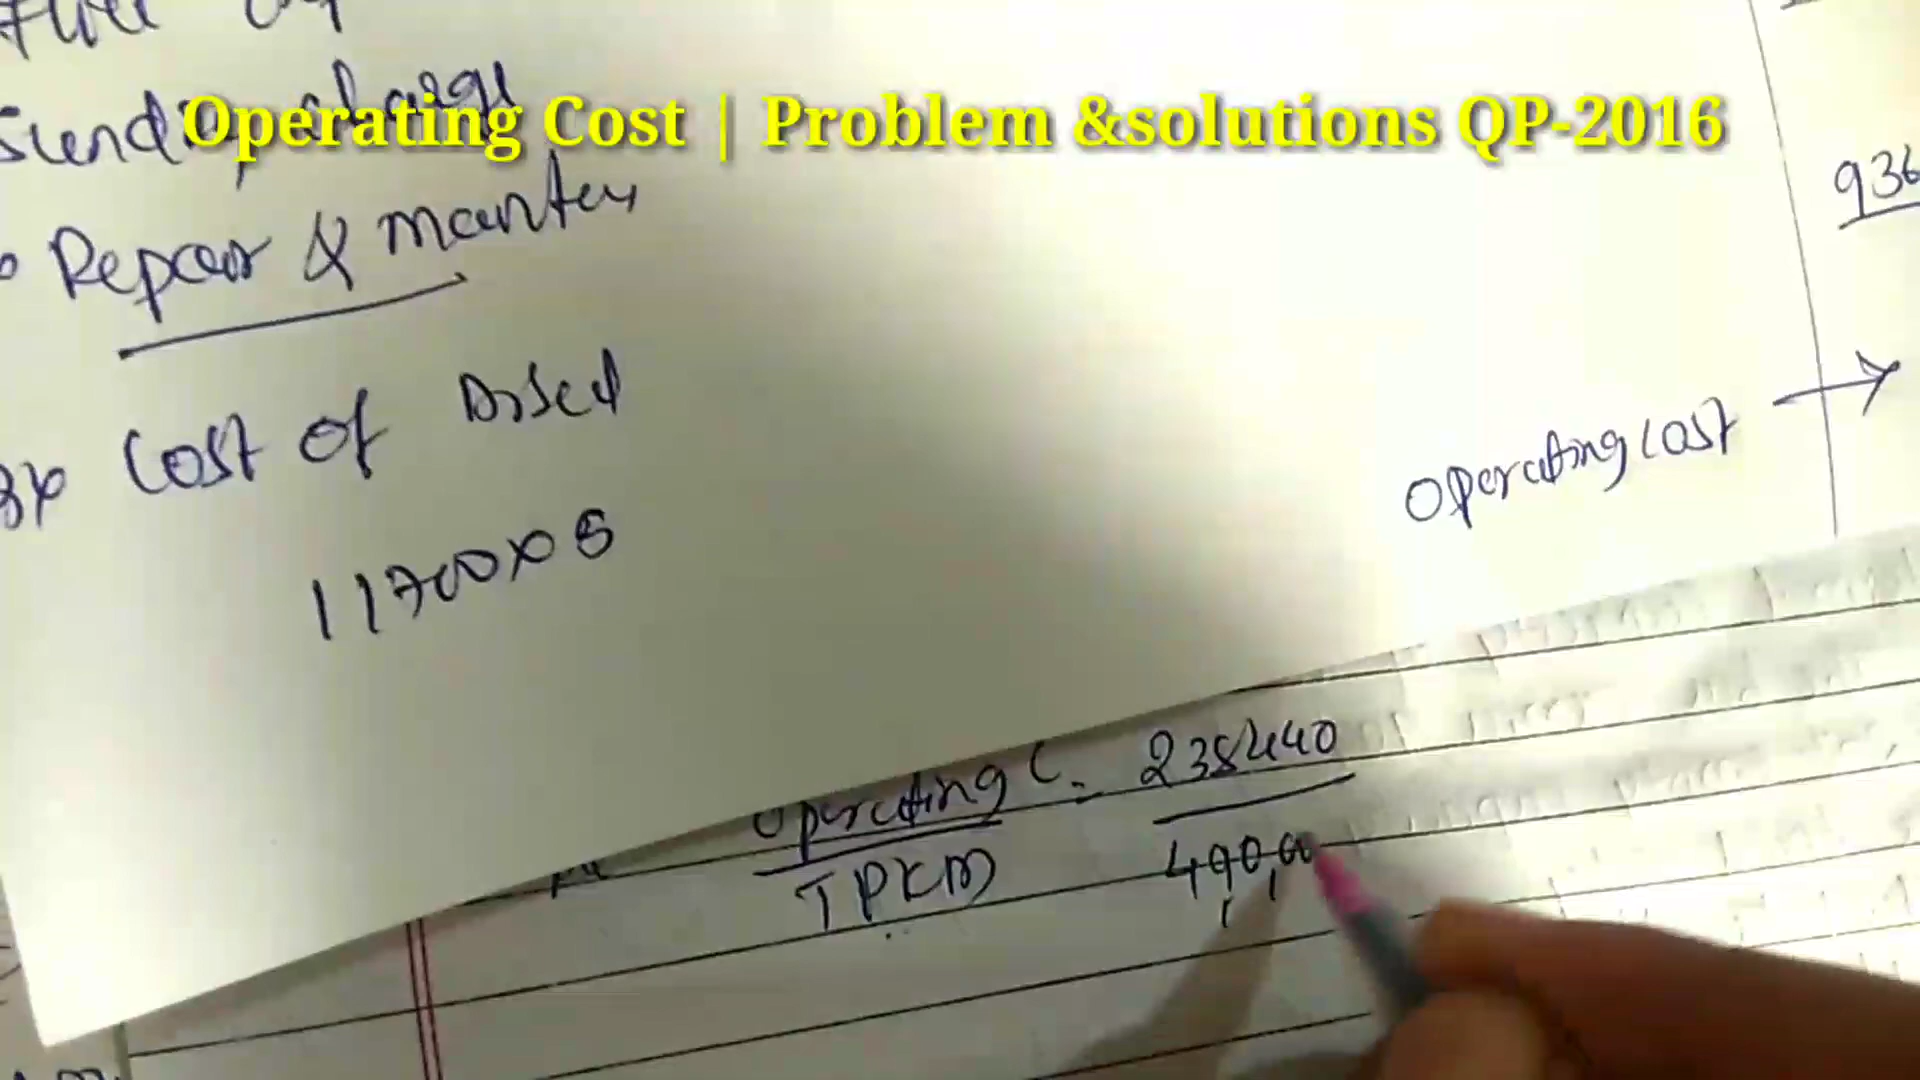 Operating Cost | Problem &solutions QP-2016
Repair & mainten
936
Cost of Disel
Operating cost →
11700×5
Operating C. = 238440
TPKM 490,00